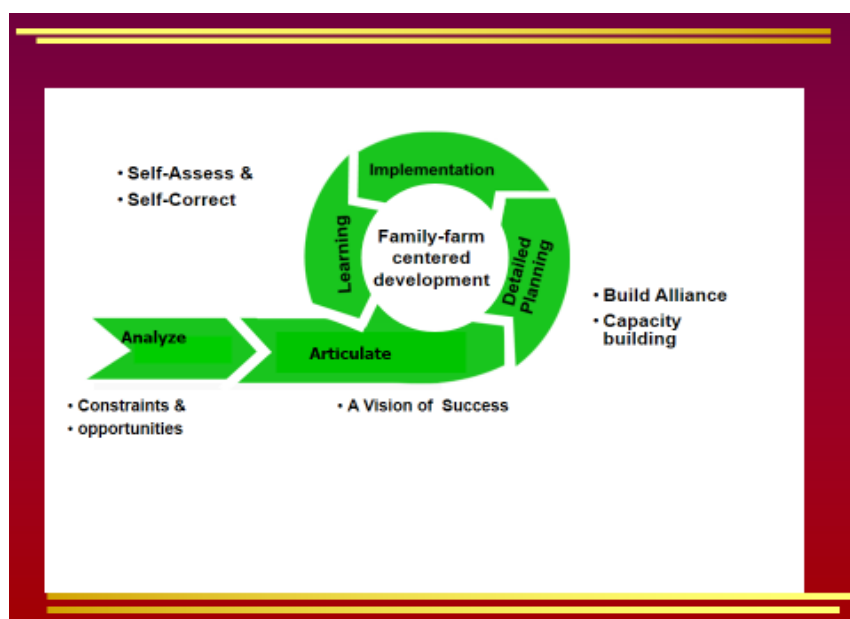 • Self-Assess &
• Self-Correct
Implementation
Learning
Family-farm
centered
development
Detailed
Planning
• Build Alliance
• Capacity
building
Analyze
Articulate
• Constraints &
• opportunities
• A Vision of Success